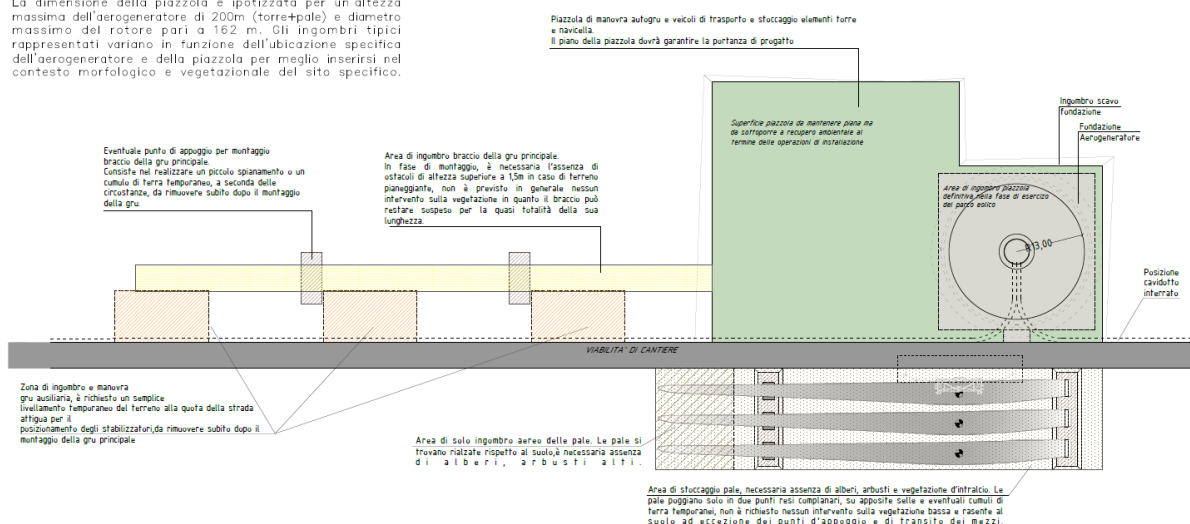 La dimensione della piazzola è ipotizzata per un altezza
massima dell'aerogeneratore di 200m (torre+pale) e diametro
massimo del rotore pari a 162 m. Gli ingombri tipici
rappresentati variano in funzione dell'ubicazione specifica
dell'aerogeneratore e della piazzola per meglio inserirsi nel
contesto morfologico e vegetazionale del sito specifico.
Piazzola di manovra autogru e veicoli di trasporto e stoccaggio elementi torre
e navicella.
Il piano della piazzola dovrà garantire la portanza di progetto
Superficie piazzola da mantenere piana ma
da sottoporre a recupero ambientale al
termine delle operazioni di installazione
Ingombro scavo
fondazione
Fondazione
Aerogeneratore
Eventuale punto di appoggio per montaggio
braccio della gru principale.
Consiste nel realizzare un piccolo spianamento o un
cumulo di terra temporaneo, a seconda delle
circostanze, da rimuovere subito dopo il montaggio
della gru.
Area di ingombro braccio della gru principale.
In fase di montaggio, è necessaria l'assenza di
ostacoli di altezza superiore a 1,5m in caso di terreno
pianeggiante, non è previsto in generale nessun
intervento sulla vegetazione in quanto il braccio può
restare sospeso per la quasi totalità della sua
lunghezza.
Area di ingombro piazzola
definitiva nella fase di esercizo
del parco eolico
R13,00
Posizione
cavidotto
interrato
VIABILITA' DI CANTIERE
Zona di ingombro e manovra
gru ausiliaria, è richiesto un semplice
livellamento temporaneo del terreno alla quota della strada
attigua per il
posizionamento degli stabilizzatori,da rimuovere subito dopo il
montaggio della gru principale
Area di solo ingombro aereo delle pale. Le pale si
trovano rialzate rispetto al suolo,è necessaria assenza
di alberi, arbusti alti.
Area di stoccaggio pale, necessaria assenza di alberi, arbusti e vegetazione d'intralcio. Le
pale poggiano solo in due punti resi complanari, su apposite selle e eventuali cumuli di
terra temporanei, non è richiesto nessun intervento sulla vegetazione bassa e rasente al
suolo ad eccezione dei punti d'appoggio e di transito dei mezzi.